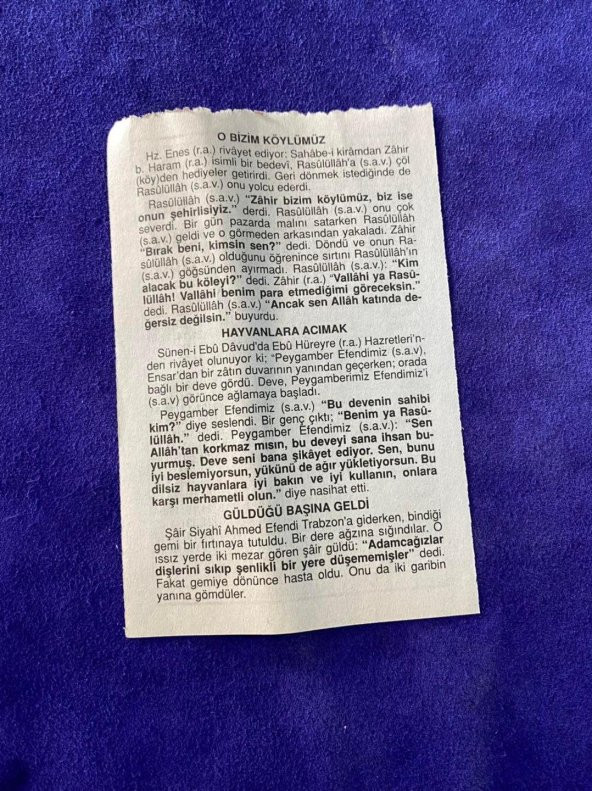 O BİZİM KÖYLÜMÜZ
Hz. Enes (r.a.) rivâyet ediyor: Sahâbe-i kirâmdan Zâhir
b. Haram (r.a.) isimli bir bedevî, Rasûlüllâh'a (s.a.v.) çöl
(köy)den hediyeler getirirdi. Geri dönmek istediğinde de
Rasûlüllâh (s.a.v.) onu yolcu ederdi.
Rasûlüllâh (s.a.v.) "Zâhir bizim köylümüz, biz ise
onun şehirlisiyiz." derdi. Rasûlüllâh (s.a.v.) onu çok
severdi. Bir gün pazarda malını satarken Rasûlüllâh
(s.a.v.) geldi ve o görmeden arkasından yakaladı. Zâhir
"Bırak beni, kimsin sen?" dedi. Döndü ve onun Ra-
sûlüllâh (s.a.v.) olduğunu öğrenince sırtını Rasûlüllâh'ın
(s.a.v.) göğsünden ayırmadı. Rasûlüllâh (s.a.v.): "Kim
alacak bu köleyi?" dedi. Zâhir (r.a.) "Vallâhi ya Rasû-
lüllâh! Vallâhi benim para etmediğimi göreceksin."
dedi. Rasûlüllâh (s.a.v.) "Ancak sen Allâh katında de-
ğersiz değilsin." buyurdu.
HAYVANLARA ACIMAK
Sünen-i Ebû Dâvud'da Ebû Hüreyre (r.a.) Hazretleri'n-
den rivâyet olunuyor ki; "Peygamber Efendimiz (s.a.v),
Ensar'dan bir zâtın duvarının yanından geçerken; orada
bağlı bir deve gördü. Deve, Peygamberimiz Efendimiz'i
(s.a.v) görünce ağlamaya başladı.
Peygamber Efendimiz (s.a.v.) "Bu devenin sahibi
kim?" diye seslendi. Bir genç çıktı; "Benim ya Rasû-
lüllâh." dedi. Peygamber Efendimiz (s.a.v.): "Sen
Allâh'tan korkmaz mısın, bu deveyi sana ihsan bu-
yurmuş. Deve seni bana şikâyet ediyor. Sen, bunu
iyi beslemiyorsun, yükünü de ağır yükletiyorsun. Bu
dilsiz hayvanlara iyi bakın ve iyi kullanın, onlara
karşı merhametli olun." diye nasihat etti.
GÜLDÜĞÜ BAŞINA GELDİ
Şâir Siyahî Ahmed Efendi Trabzon'a giderken, bindiği
gemi bir fırtınaya tutuldu. Bir dere ağzına sığındılar. O
ıssız yerde iki mezar gören şâir güldü: "Adamcağızlar
dişlerini sıkıp şenlikli bir yere düşememişler" dedi.
Fakat gemiye dönünce hasta oldu. Onu da iki garibin
yanına gömdüler.